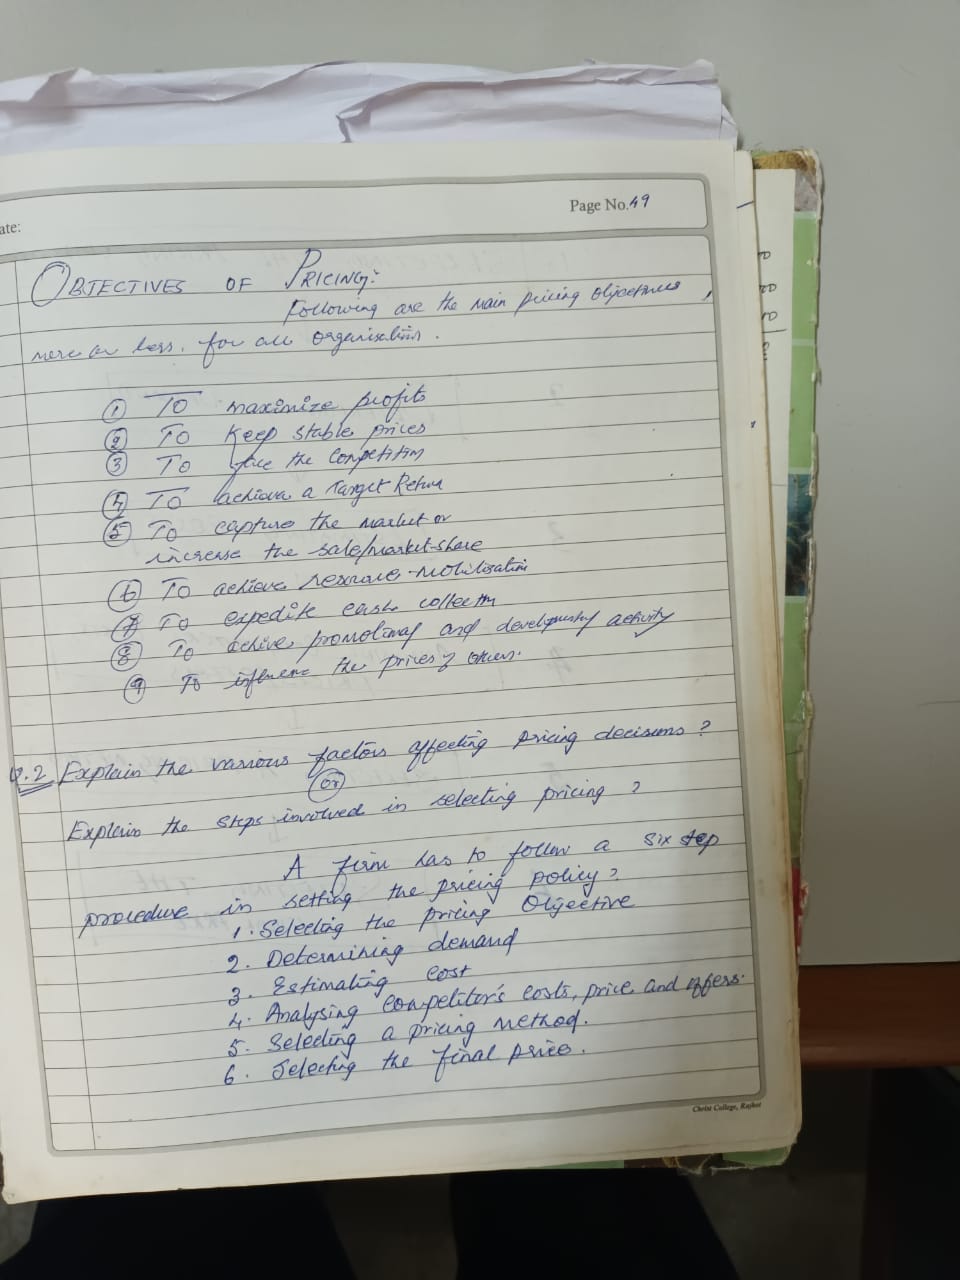 ate:
Page No. 49
OBJECTIVES OF PRICING:
Following are the main pricing objectives,
more or less, for all organisations.
① To maximize profits
② To Keep stable prices
③ To face the Competition
④ To achieve a Target Return
⑤ To capture the market or
increase the sale/market-share
⑥ To achieve resource-mobilisation
⑦ To expedite cash collection
⑧ To achive promotional and activity
⑨ To influence the prices of others.
Q.2 Explain the various factors affecting pricing decisions?
(or)
Explain the steps involved in selecting pricing?
A firm has to follow a six step
procedure in setting the pricing policy?
1. Selecting the pricing Objective
2. Determining demand
3. Estimating cost
4. Analysing competitor's costs, price and offers.
5. Selecting a pricing method.
6. Selecting the final price.
Christ College, Rajkot